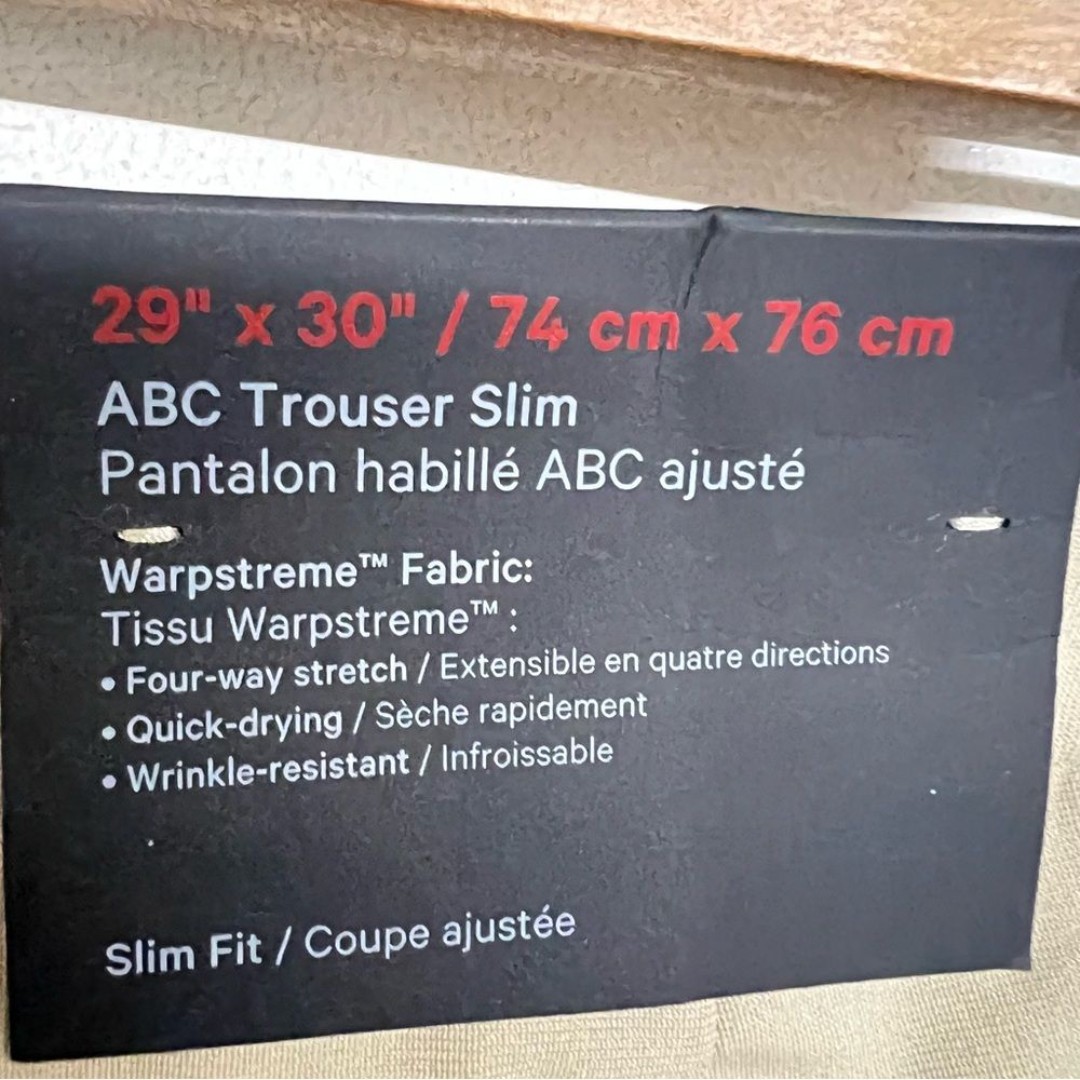 29" x 30" / 74 cm x 76 cm
ABC Trouser Slim
Pantalon habillé ABC ajusté
Warpstreme™ Fabric:
Tissu Warpstreme™ :
• Four-way stretch / Extensible en quatre directions
• Quick-drying / Sèche rapidement
• Wrinkle-resistant / Infroissable
Slim Fit / Coupe ajustée